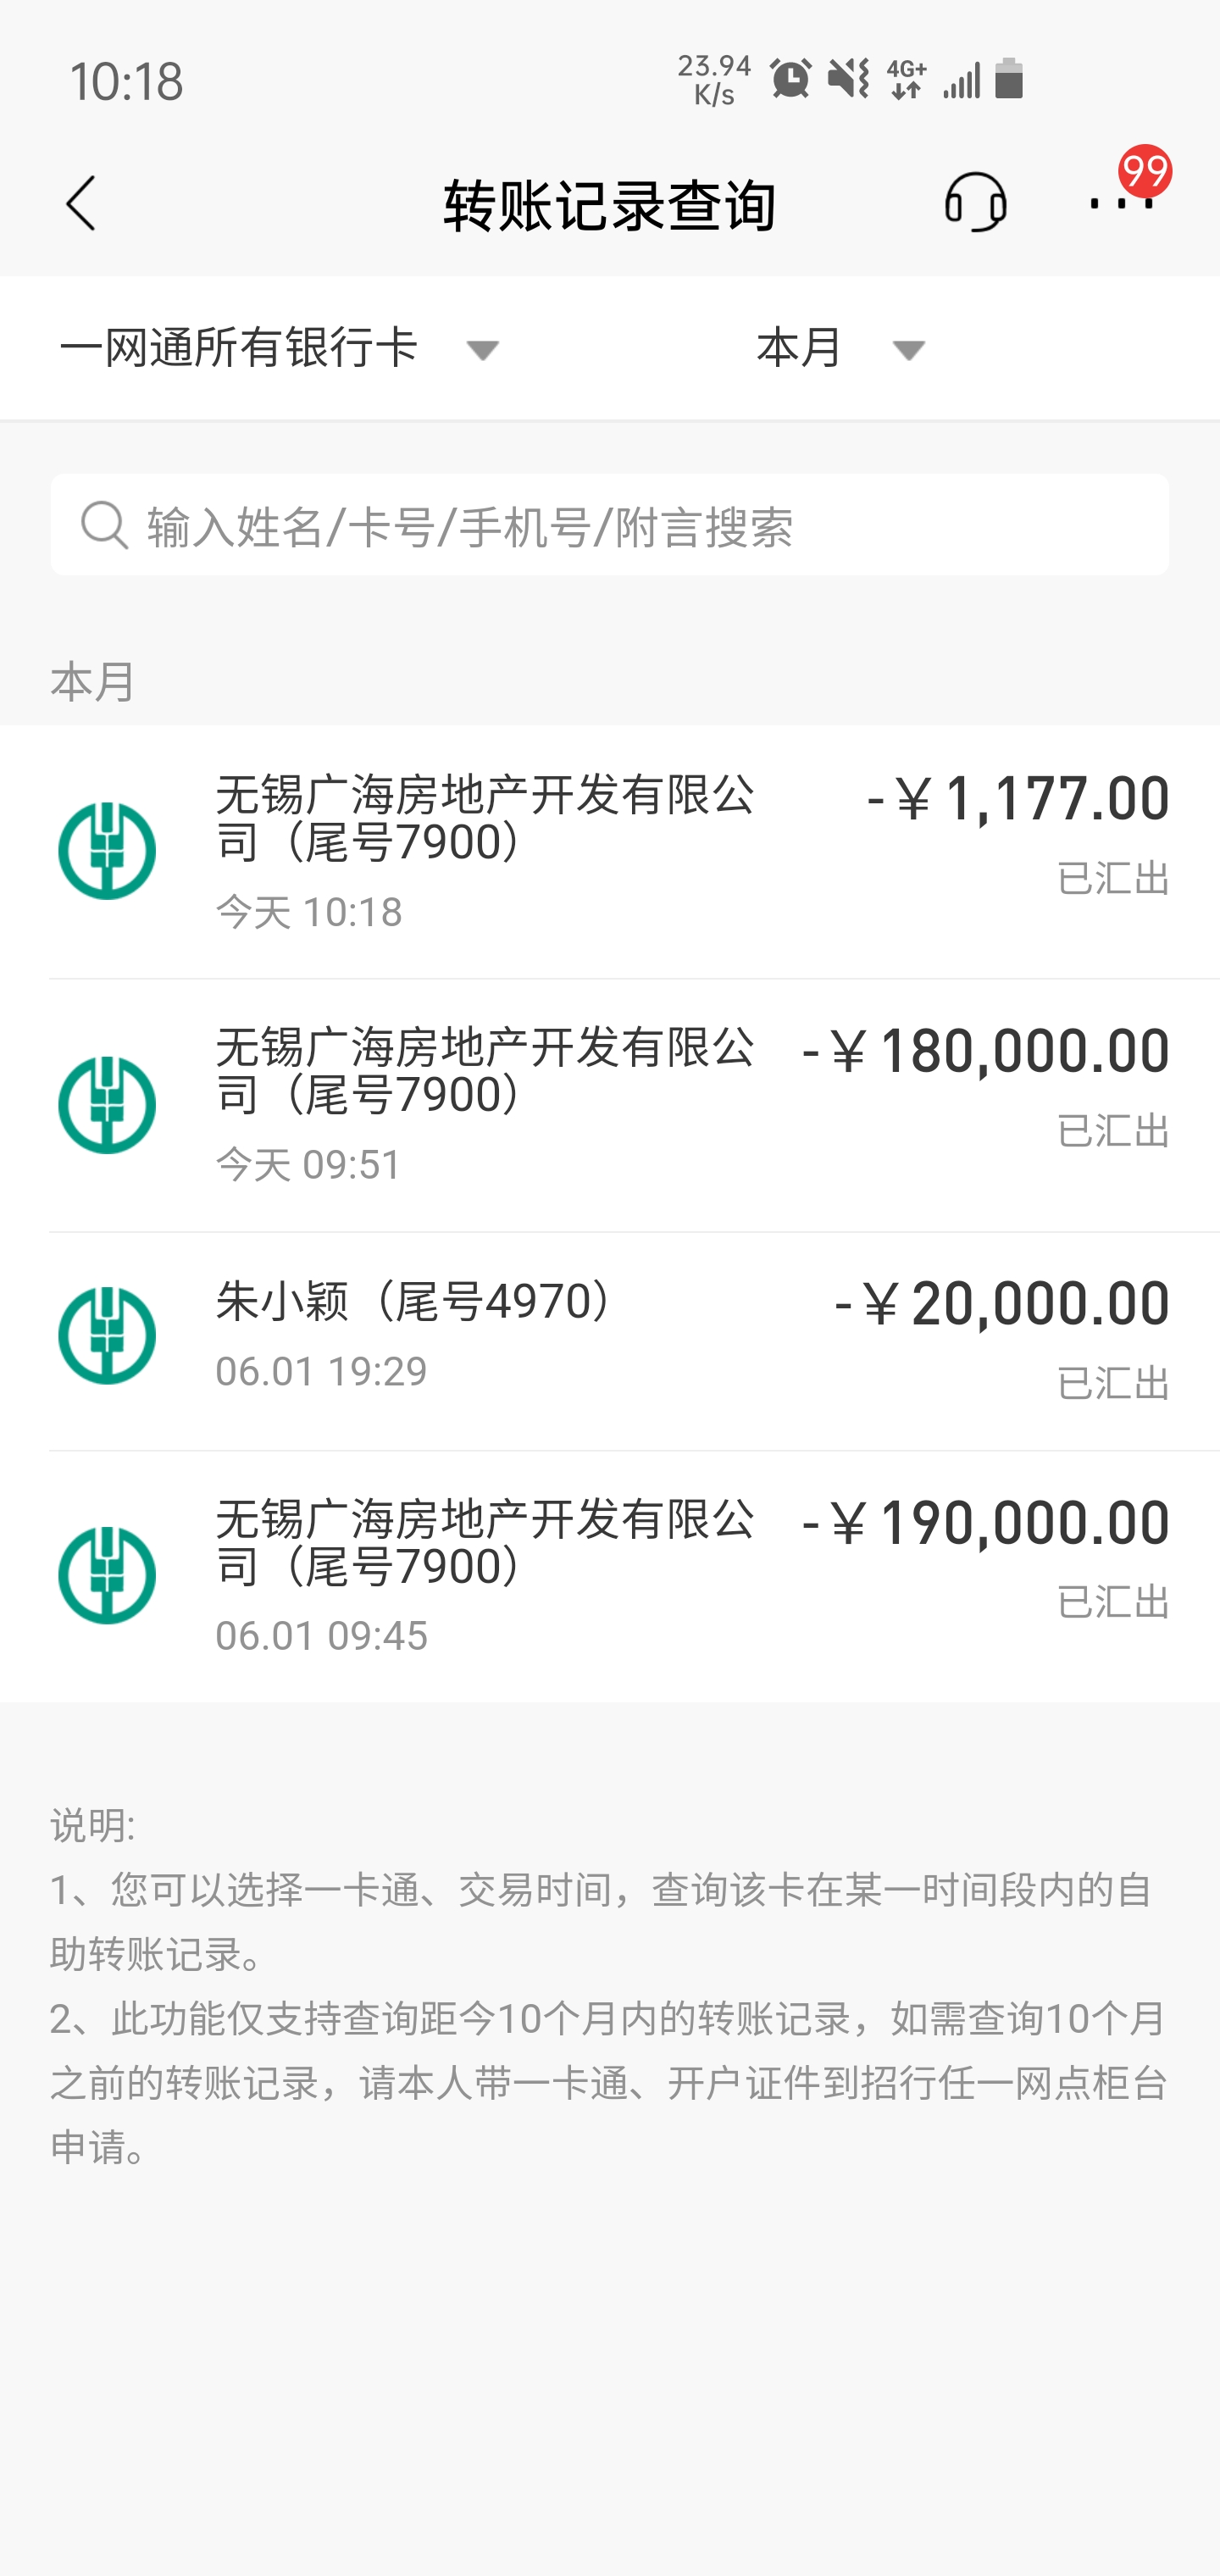 10:18
23.94
K/s
4G+
转账记录查询
99
一网通所有银行卡
本月
输入姓名/卡号/手机号/附言搜索
本月
无锡广海房地产开发有限公
司（尾号7900）
-￥1,177.00
今天 10:18
已汇出
无锡广海房地产开发有限公
司（尾号7900）
-￥180,000.00
今天 09:51
已汇出
朱小颖（尾号4970）
-￥20,000.00
06.01 19:29
已汇出
无锡广海房地产开发有限公
司（尾号7900）
-￥190,000.00
06.01 09:45
已汇出
说明:
1、您可以选择一卡通、交易时间，查询该卡在某一时间段内的自
助转账记录。
2、此功能仅支持查询距今10个月内的转账记录，如需查询10个月
之前的转账记录，请本人带一卡通、开户证件到招行任一网点柜台
申请。